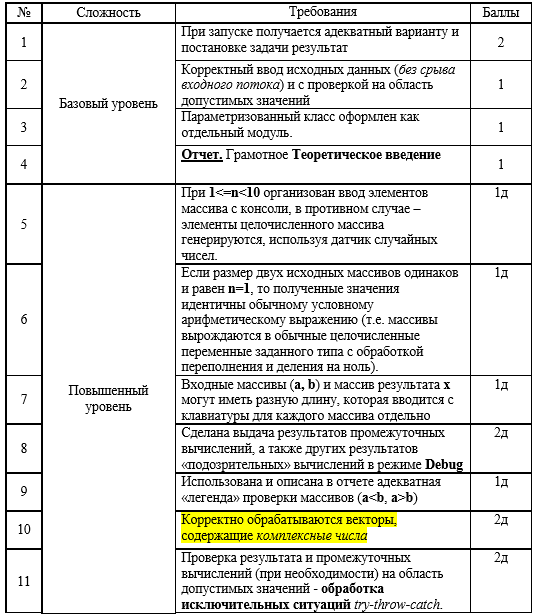 № Сложность Требования Баллы
1 При запуске получается адекватный варианту и 2
постановке задачи результат
Базовый уровень
2 Корректный ввод исходных данных (без срыва 1
входного потока) и с проверкой на область
допустимых значений
3 Параметризованный класс оформлен как 1
отдельный модуль.
4 Отчет. Грамотное Теоретическое введение 1
Повышенный
уровень
5 При 1<=n<10 организован ввод элементов 1д
массива с консоли, в противном случае –
элементы целочисленного массива
генерируются, используя датчик случайных
чисел.
6 Если размер двух исходных массивов одинаков 1д
и равен n=1, то полученные значения
идентичны обычному условному
арифметическому выражению (т.е. массивы
вырождаются в обычные целочисленные
переменные заданного типа с обработкой
переполнения и деления на ноль).
7 Входные массивы (a, b) и массив результата x 1д
могут иметь разную длину, которая вводится с
клавиатуры для каждого массива отдельно
8 Сделана выдача результатов промежуточных 2д
вычислений, а также других результатов
«подозрительных» вычислений в режиме Debug
9 Использована и описана в отчете адекватная 1д
«легенда» проверки массивов (a<b, a>b)
10 Корректно обрабатываются векторы, 2д
содержащие комплексные числа
11 Проверка результата и промежуточных 2д
вычислений (при необходимости) на область
допустимых значений - обработка
исключительных ситуаций try-throw-catch.